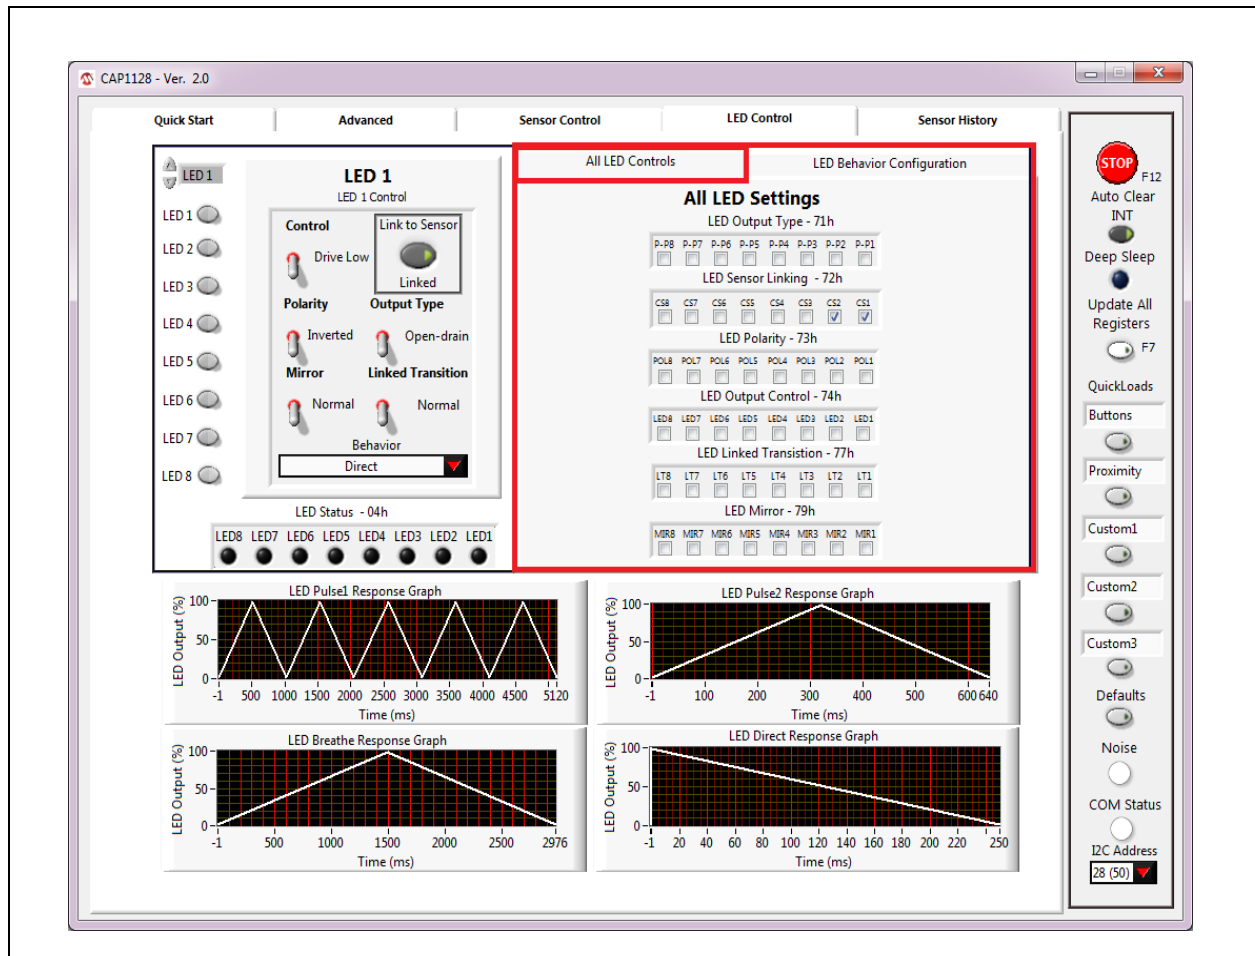 CAP1128 - Ver. 2.0
Quick Start Advanced Sensor Control LED Control Sensor History
LED 1
LED 1
LED 2
LED 3
LED 4
LED 5
LED 6
LED 7
LED 8
LED 1
LED 1 Control
Control
Link to Sensor
Drive Low
Linked
Polarity Output Type
Inverted Open-drain
Mirror Linked Transition
Normal Normal
Behavior
Direct
LED Status - 04h
LED8 LED7 LED6 LED5 LED4 LED3 LED2 LED1
All LED Controls LED Behavior Configuration
All LED Settings
LED Output Type - 71h
P-P8 P-P7 P-P6 P-P5 P-P4 P-P3 P-P2 P-P1
LED Sensor Linking - 72h
CS8 CS7 CS6 CS5 CS4 CS3 CS2 CS1
LED Polarity - 73h
POL8 POL7 POL6 POL5 POL4 POL3 POL2 POL1
LED Output Control - 74h
LED8 LED7 LED6 LED5 LED4 LED3 LED2 LED1
LED Linked Transistion - 77h
LT8 LT7 LT6 LT5 LT4 LT3 LT2 LT1
LED Mirror - 79h
MIR8 MIR7 MIR6 MIR5 MIR4 MIR3 MIR2 MIR1
LED Pulse1 Response Graph
LED Output (%)
100
50
0
-1 500 1000 1500 2000 2500 3000 3500 4000 4500 5120
Time (ms)
LED Pulse2 Response Graph
LED Output (%)
100
50
0
-1 100 200 300 400 500 600 640
Time (ms)
LED Breathe Response Graph
LED Output (%)
100
50
0
-1 500 1000 1500 2000 2500 2976
Time (ms)
LED Direct Response Graph
LED Output (%)
100
50
0
-1 20 40 60 80 100 120 140 160 180 200 220 250
Time (ms)
STOP
F12
Auto Clear
INT
Deep Sleep
Update All
Registers
F7
QuickLoads
Buttons
Proximity
Custom1
Custom2
Custom3
Defaults
Noise
COM Status
I2C Address
28 (50)